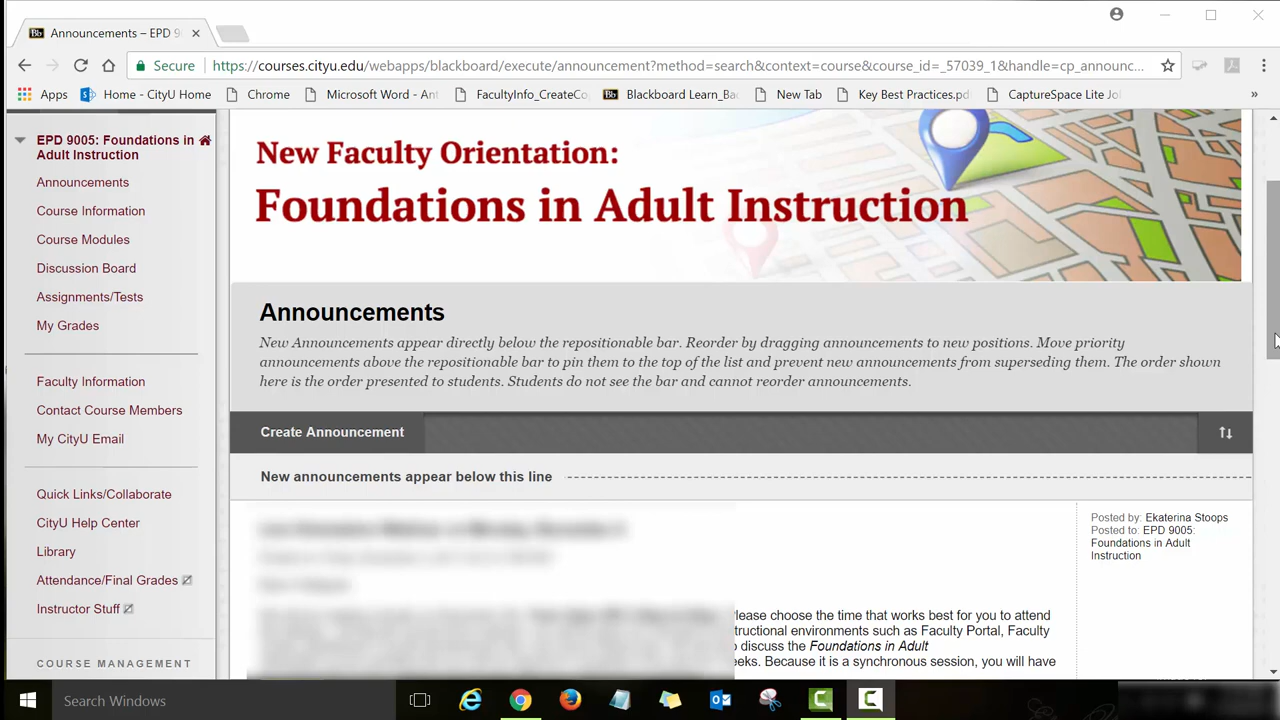 Announcements – EPD 9
Secure
https://courses.cityu.edu/webapps/blackboard/execute/announcement?method=search&context=course&course_id=_57039_1&handle=cp_announc...
Apps
Home - CityU Home
Chrome
Microsoft Word - Ant
FacultyInfo_CreateCo
Blackboard Learn_Ba
New Tab
Key Best Practices.pd
CaptureSpace Lite Jo
»
EPD 9005: Foundations in
Adult Instruction
Announcements
Course Information
Course Modules
Discussion Board
Assignments/Tests
My Grades
Faculty Information
Contact Course Members
My CityU Email
Quick Links/Collaborate
CityU Help Center
Library
Attendance/Final Grades
Instructor Stuff
COURSE MANAGEMENT
New Faculty Orientation:
Foundations in Adult Instruction
Announcements
New Announcements appear directly below the repositionable bar. Reorder by dragging announcements to new positions. Move priority
announcements above the repositionable bar to pin them to the top of the list and prevent new announcements from superseding them. The order shown
here is the order presented to students. Students do not see the bar and cannot reorder announcements.
Create Announcement
New announcements appear below this line
Posted by: Ekaterina Stoops
Posted to: EPD 9005:
Foundations in Adult
Instruction
lease choose the time that works best for you to attend
tructional environments such as Faculty Portal, Faculty
o discuss the Foundations in Adult
eeks. Because it is a synchronous session, you will have
Search Windows